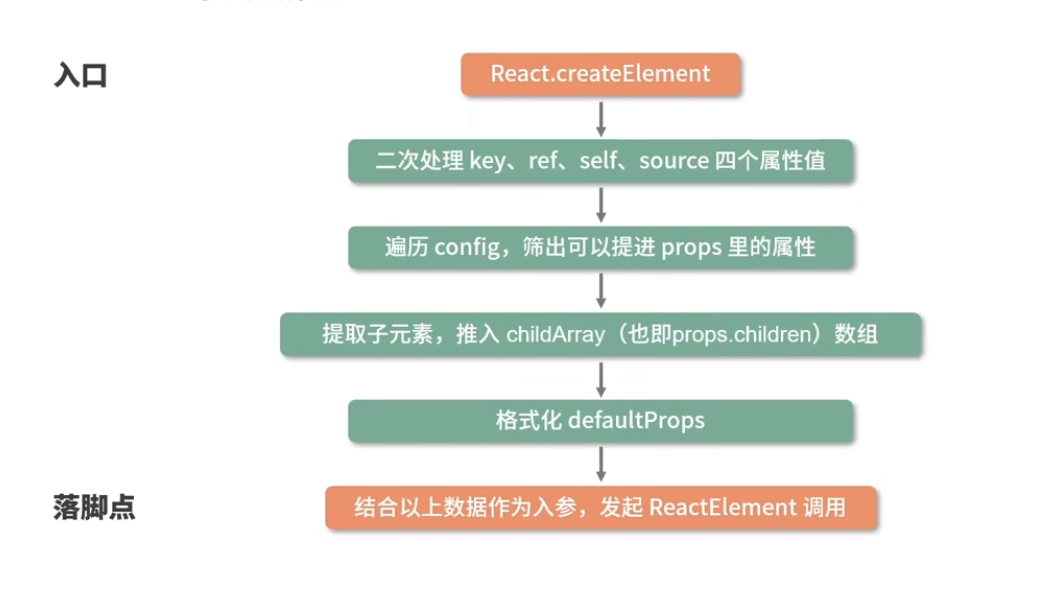 入口
React.createElement
二次处理 key、ref、self、source 四个属性值
遍历 config，筛出可以提进 props 里的属性
提取子元素，推入 childArray（也即props.children）数组
格式化 defaultProps
落脚点
结合以上数据作为入参，发起 ReactElement 调用